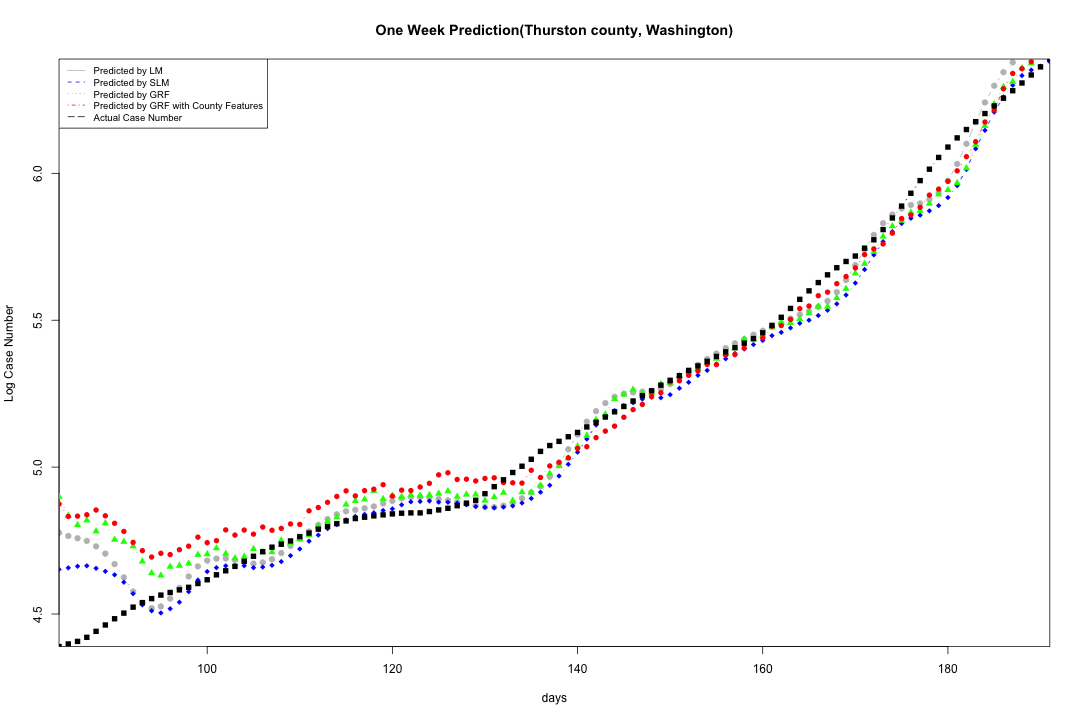 One Week Prediction(Thurston county, Washington)
Predicted by LM
Predicted by SLM
Predicted by GRF
Predicted by GRF with County Features
Actual Case Number
Log Case Number
6.0
5.5
5.0
4.5
100
120
140
160
180
days